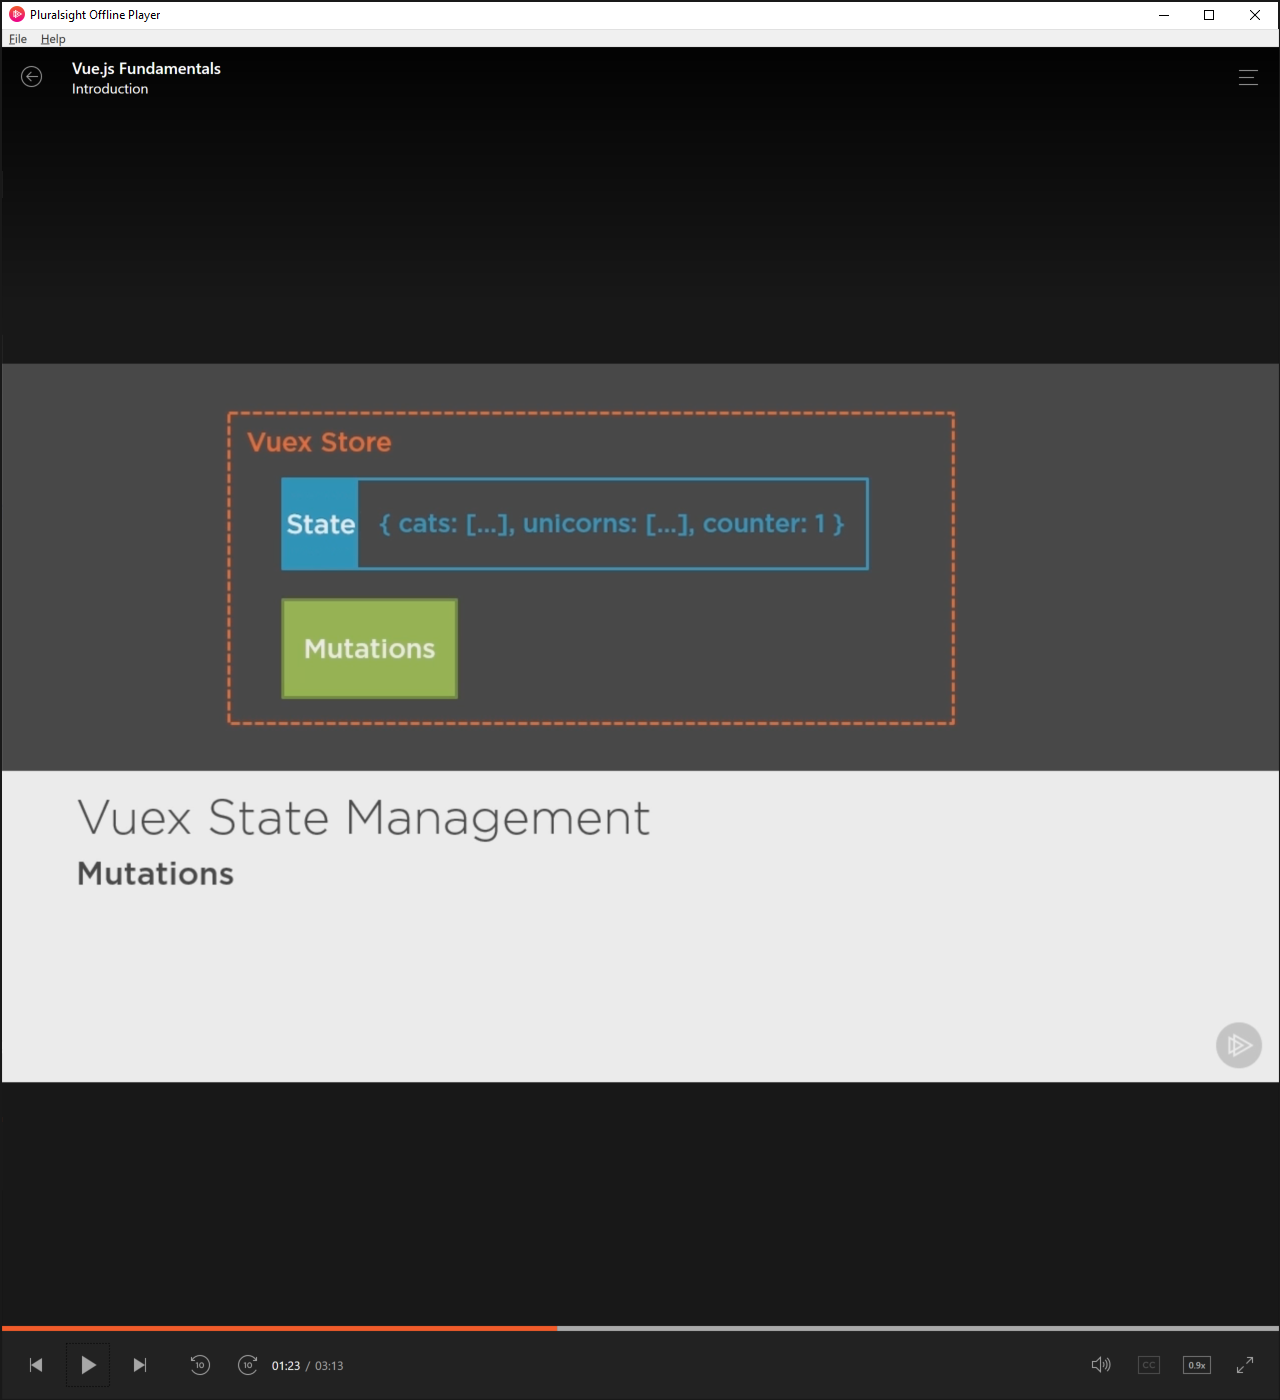 Pluralsight Offline Player
File Help
Vue.js Fundamentals
Introduction
Vuex Store
State { cats: [...], unicorns: [...], counter: 1 }
Mutations
Vuex State Management
Mutations
10 10 01:23 / 03:13 CC 0.9x